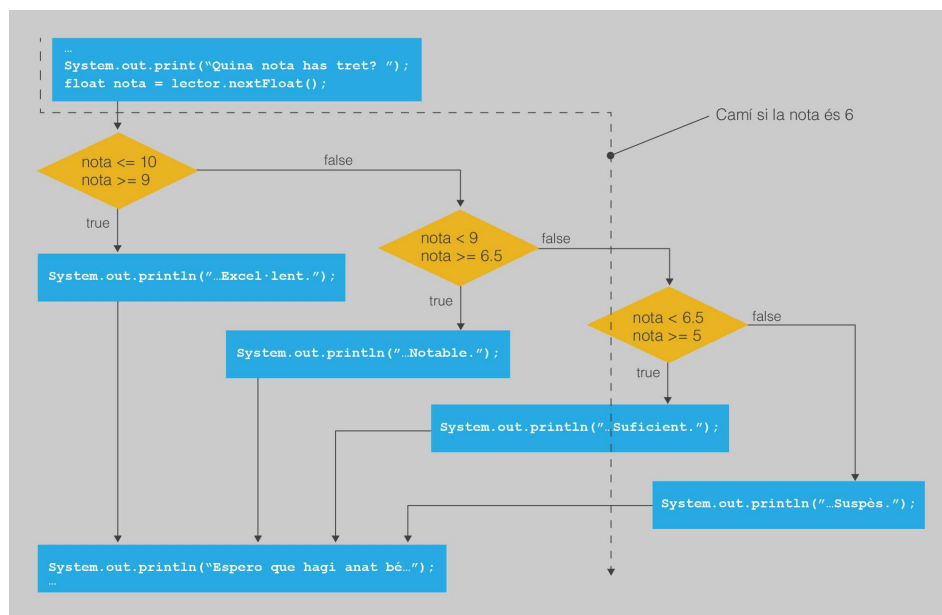 …
System.out.print(“Quina nota has tret? ”);
float nota = lector.nextFloat();
Camí si la nota és 6
nota <= 10
nota >= 9
false
true
nota < 9
nota >= 6.5
false
true
System.out.println(”…Excel·lent.”);
nota < 6.5
nota >= 5
false
true
System.out.println(”…Notable.”);
System.out.println(”…Suficient.”);
System.out.println(”…Suspès.”);
System.out.println(“Espero que hagi anat bé…”);
…